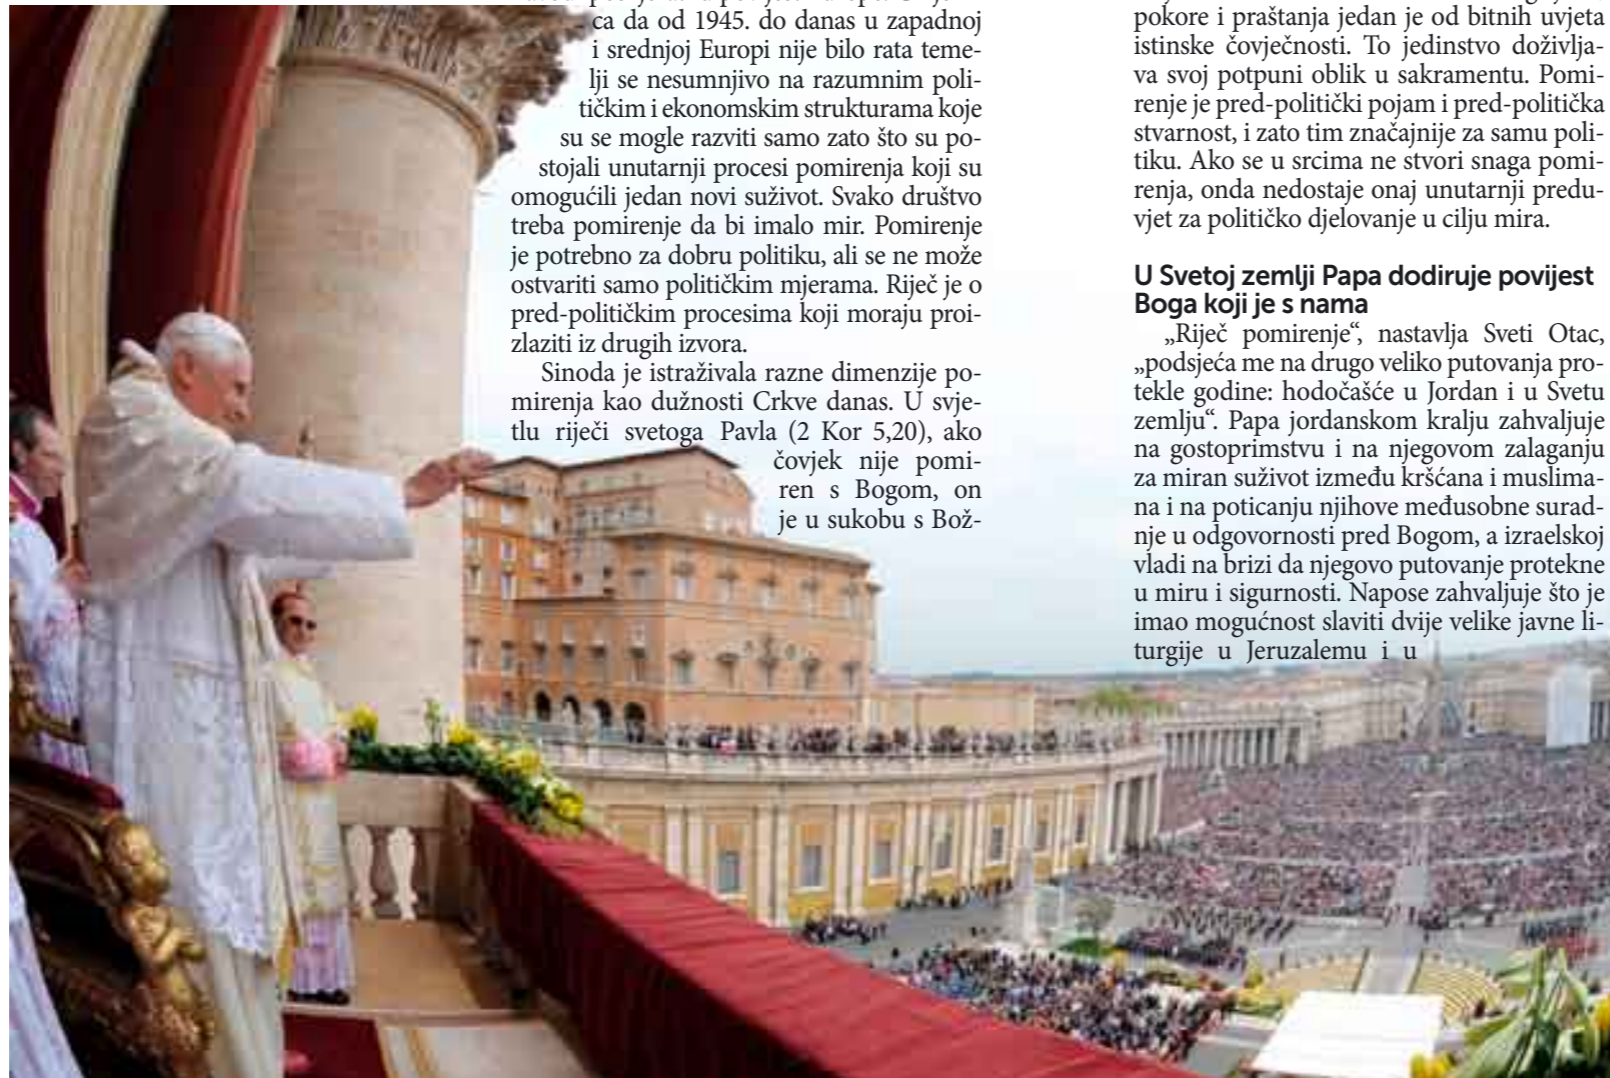 ca da od 1945. do danas u zapadnoj
i srednjoj Europi nije bilo rata teme-
lji se nesumnjivo na razumnim poli-
tičkim i ekonomskim strukturama koje
su se mogle razviti samo zato što su po-
stojali unutarnji procesi pomirenja koji su
omogućili jedan novi suživot. Svako društvo
treba pomirenje da bi imalo mir. Pomirenje
je potrebno za dobru politiku, ali se ne može
ostvariti samo političkim mjerama. Riječ je o
pred-političkim procesima koji moraju proi-
zlaziti iz drugih izvora.
Sinoda je istraživala razne dimenzije po-
mirenja kao dužnosti Crkve danas. U svje-
tlu riječi svetoga Pavla (2 Kor 5,20), ako
čovjek nije pomi-
ren s Bogom, on
je u sukobu s Bož-
pokore i praštanja jedan je od bitnih uvjeta
istinske čovječnosti. To jedinstvo doživlja-
va svoj potpuni oblik u sakramentu. Pomi-
renje je pred-politički pojam i pred-politička
stvarnost, i zato tim značajnije za samu poli-
tiku. Ako se u srcima ne stvori snaga pomi-
renja, onda nedostaje onaj unutarnji predu-
vjet za političko djelovanje u cilju mira.
U Svetoj zemlji Papa dodiruje povijest
Boga koji je s nama
„Riječ pomirenje“, nastavlja Sveti Otac,
„podsjeća me na drugo veliko putovanja pro-
tekle godine: hodočašće u Jordan i u Svetu
zemlju“. Papa jordanskom kralju zahvaljuje
na gostoprimstvu i na njegovom zalaganju
za miran suživot između kršćana i muslima-
na i na poticanju njihove međusobne surad-
nje u odgovornosti pred Bogom, a izraelskoj
vladi na brizi da njegovo putovanje protekne
u miru i sigurnosti. Napose zahvaljuje što je
imao mogućnost slaviti dvije velike javne li-
turgije u Jeruzalemu i u